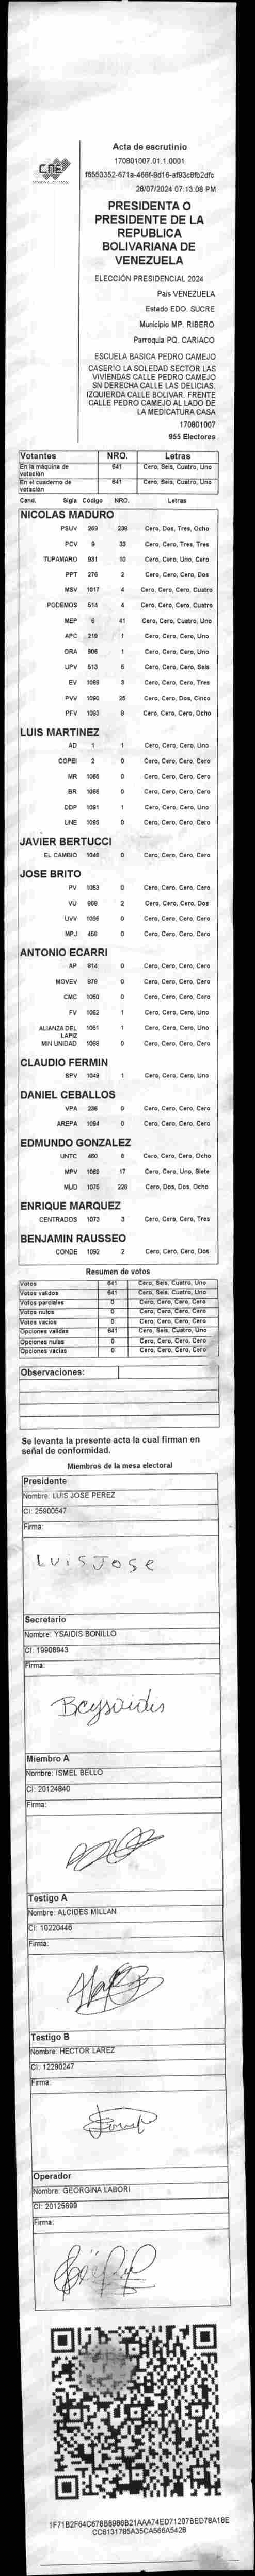 CNE
Acta de escrutinio
170801007.01.1.0001
28/07/2024 07:13:08 PM
PRESIDENTA O
PRESIDENTE DE LA
REPUBLICA
BOLIVARIANA DE
VENEZUELA
ELECCIÓN PRESIDENCIAL 2024
Pais VENEZUELA
Estado EDO. SUCRE
Municipio MP. RIBERO
Parroquia PQ. CARIACO
ESCUELA BASICA PEDRO CAMEJO
CASERIO LA SOLEDAD SECTOR LAS
VIVIENDAS CALLE PEDRO CAMEJO
SN DERECHA CALLE LAS DELICIAS.
IZQUIERDA CALLE BOLIVAR. FRENTE
CALLE PEDRO CAMEJO AL LADO DE
LA MEDICATURA CASA
170801007
955 Electores
Votantes NRO. Letras
En la máquina de votación 641 Cero, Seis, Cuatro, Uno
En el cuaderno de votación 641 Cero, Seis, Cuatro, Uno
Cand. Sigla Código NRO. Letras
NICOLAS MADURO
PSUV 269 238 Cero, Dos, Tres, Ocho
PCV 9 33 Cero, Cero, Tres, Tres
TUPAMARO 931 10 Cero, Cero, Uno, Cero
PPT 276 2 Cero, Cero, Cero, Dos
MSV 1017 4 Cero, Cero, Cero, Cuatro
PODEMOS 514 4 Cero, Cero, Cero, Cuatro
MEP 6 41 Cero, Cero, Cuatro, Uno
APC 219 1 Cero, Cero, Cero, Uno
ORA 906 1 Cero, Cero, Cero, Uno
UPV 513 6 Cero, Cero, Cero, Seis
EV 1089 3 Cero, Cero, Cero, Tres
PVV 1090 25 Cero, Cero, Dos, Cinco
PFV 1093 8 Cero, Cero, Cero, Ocho
LUIS MARTINEZ
AD 1 1 Cero, Cero, Cero, Uno
COPEI 2 0 Cero, Cero, Cero, Cero
MR 1065 0 Cero, Cero, Cero, Cero
BR 1066 0 Cero, Cero, Cero, Cero
DDP 1091 1 Cero, Cero, Cero, Uno
UNE 1095 0 Cero, Cero, Cero, Cero
JAVIER BERTUCCI
EL CAMBIO 1046 0 Cero, Cero, Cero, Cero
JOSE BRITO
PV 1053 0 Cero, Cero, Cero, Cero
VU 969 2 Cero, Cero, Cero, Dos
UVV 1096 0 Cero, Cero, Cero, Cero
MPJ 458 0 Cero, Cero, Cero, Cero
ANTONIO ECARRI
AP 914 0 Cero, Cero, Cero, Cero
MOVEV 978 0 Cero, Cero, Cero, Cero
CMC 1050 0 Cero, Cero, Cero, Cero
FV 1062 1 Cero, Cero, Cero, Uno
ALIANZA DEL LAPIZ 1051 1 Cero, Cero, Cero, Uno
MIN UNIDAD 1068 0 Cero, Cero, Cero, Cero
CLAUDIO FERMIN
SPV 1049 1 Cero, Cero, Cero, Uno
DANIEL CEBALLOS
VPA 236 0 Cero, Cero, Cero, Cero
AREPA 1094 0 Cero, Cero, Cero, Cero
EDMUNDO GONZALEZ
UNTC 460 8 Cero, Cero, Cero, Ocho
MPV 1069 17 Cero, Cero, Uno, Siete
MUD 1075 228 Cero, Dos, Dos, Ocho
ENRIQUE MARQUEZ
CENTRADOS 1073 3 Cero, Cero, Cero, Tres
BENJAMIN RAUSSEO
CONDE 1092 2 Cero, Cero, Cero, Dos
Resumen de votos
Votos 641 Cero, Seis, Cuatro, Uno
Votos validos 641 Cero, Seis, Cuatro, Uno
Votos parciales 0 Cero, Cero, Cero, Cero
Votos nulos 0 Cero, Cero, Cero, Cero
Votos vacios 0 Cero, Cero, Cero, Cero
Opciones validas 641 Cero, Seis, Cuatro, Uno
Opciones nulas 0 Cero, Cero, Cero, Cero
Opciones vacias 0 Cero, Cero, Cero, Cero
Observaciones:
Se levanta la presente acta la cual firman en
señal de conformidad.
Miembros de la mesa electoral
Presidente
Nombre: LUIS JOSE PEREZ
CI: 25900547
Firma:
LUIS JOSE
Secretario
Nombre: YSAIDIS BONILLO
CI: 19908943
Firma:
Miembro A
Nombre: ISMEL BELLO
CI: 20124840
Firma:
Testigo A
Nombre: ALCIDES MILLAN
CI: 10220446
Firma:
Testigo B
Nombre: HECTOR LAREZ
CI: 12290247
Firma:
Operador
Nombre: GEORGINA LABORI
CI: 20125699
Firma: